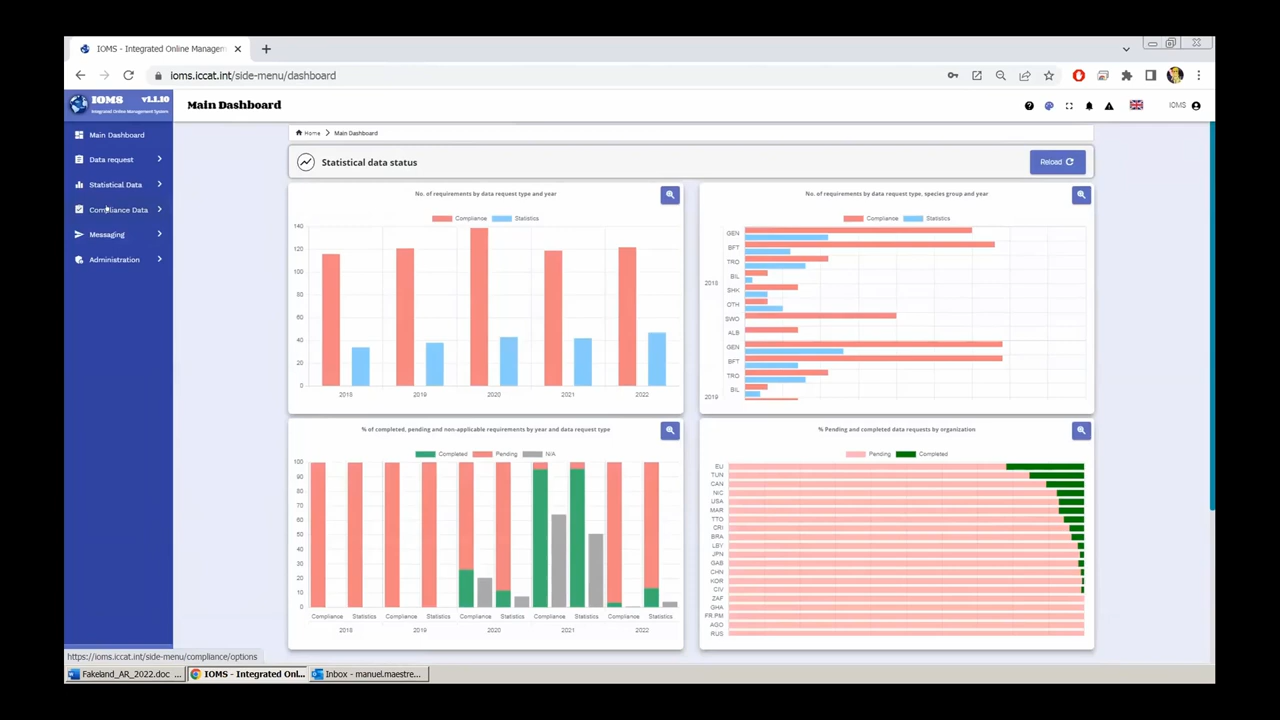 IOMS - Integrated Online Managem
ioms.iccat.int/side-menu/dashboard
IOMS v1.1.10
Integrated Online Management System
Main Dashboard
IOMS
Main Dashboard
Data request
Statistical Data
Compliance Data
Messaging
Administration
Home > Main Dashboard
Statistical data status
Reload
No. of requirements by data request type and year
Compliance Statistics
140
120
100
80
60
40
20
0
2018 2019 2020 2021 2022
No. of requirements by data request type, species group and year
Compliance Statistics
GEN
BFT
TRO
BIL
2018
SHK
OTH
SWO
ALB
GEN
BFT
TRO
BIL
2019
% of completed, pending and non-applicable requirements by year and data request type
Completed Pending N/A
100
90
80
70
60
50
40
30
20
10
0
Compliance Statistics Compliance Statistics Compliance Statistics Compliance Statistics Compliance Statistics
2018 2019 2020 2021 2022
% Pending and completed data requests by organization
Pending Completed
EU
TUN
CAN
NIC
USA
MAR
TTO
CRI
BRA
LBY
JPN
GAB
CHN
KOR
CIV
ZAF
GHA
FR.PM
AGO
RUS
https://ioms.iccat.int/side-menu/compliance/options
Fakeland_AR_2022.doc ...
IOMS - Integrated Onl...
Inbox - manuel.maestre...